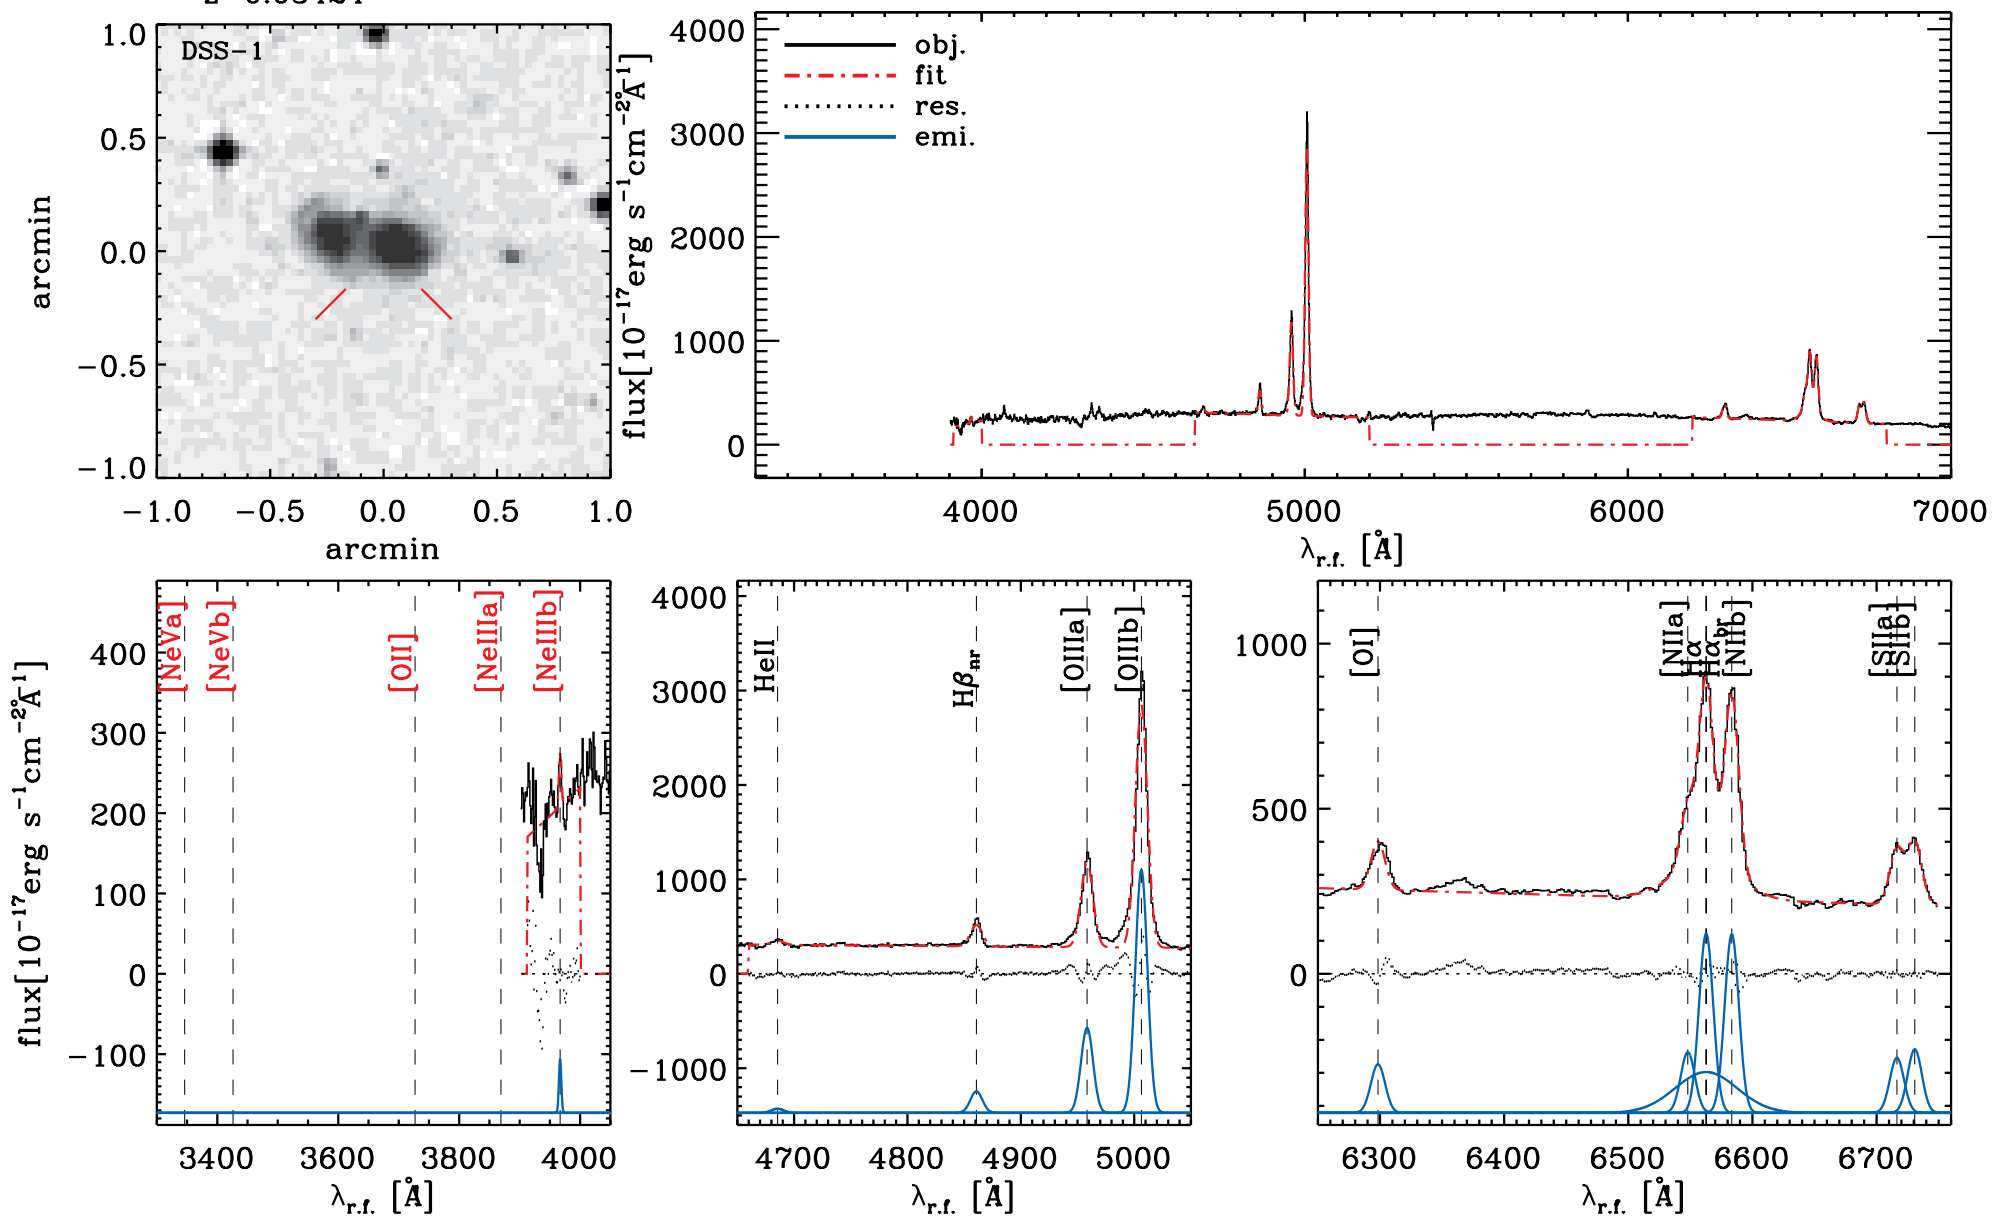 DSS-1
1.0
0.5
0.0
−0.5
−1.0
arcmin
−1.0 −0.5 0.0 0.5 1.0
arcmin
obj.
fit
res.
emi.
4000
3000
2000
1000
0
flux[10⁻¹⁷erg s⁻¹cm⁻²Å⁻¹]
4000 5000 6000 7000
λr.f. [Å]
[NeVa] [NeVb] [OII] [NeIIIa] [NeIIIb]
400
300
200
100
0
−100
flux[10⁻¹⁷erg s⁻¹cm⁻²Å⁻¹]
3400 3600 3800 4000
λr.f. [Å]
HeII Hβnr [OIIIa] [OIIIb]
4000
3000
2000
1000
0
−1000
4700 4800 4900 5000
λr.f. [Å]
[OI] [NIIa] Hα Hαbr [NIIb] [SIIa] [SIIb]
1000
500
0
6300 6400 6500 6600 6700
λr.f. [Å]